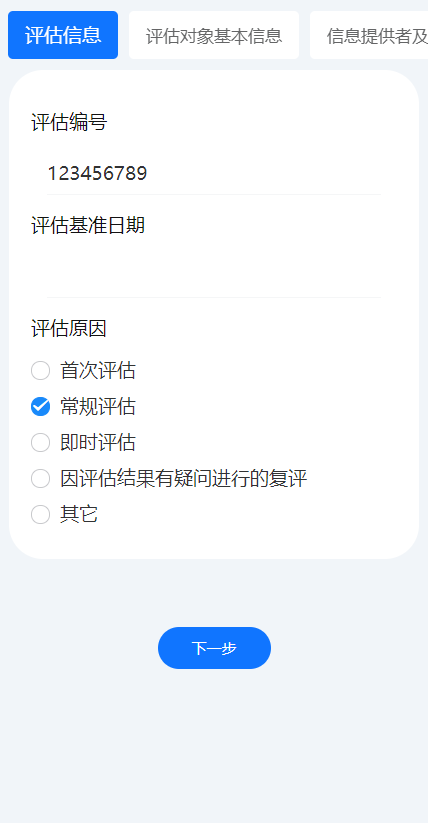 评估信息 评估对象基本信息 信息提供者及
评估编号
123456789
评估基准日期
评估原因
首次评估
常规评估
即时评估
因评估结果有疑问进行的复评
其它
下一步